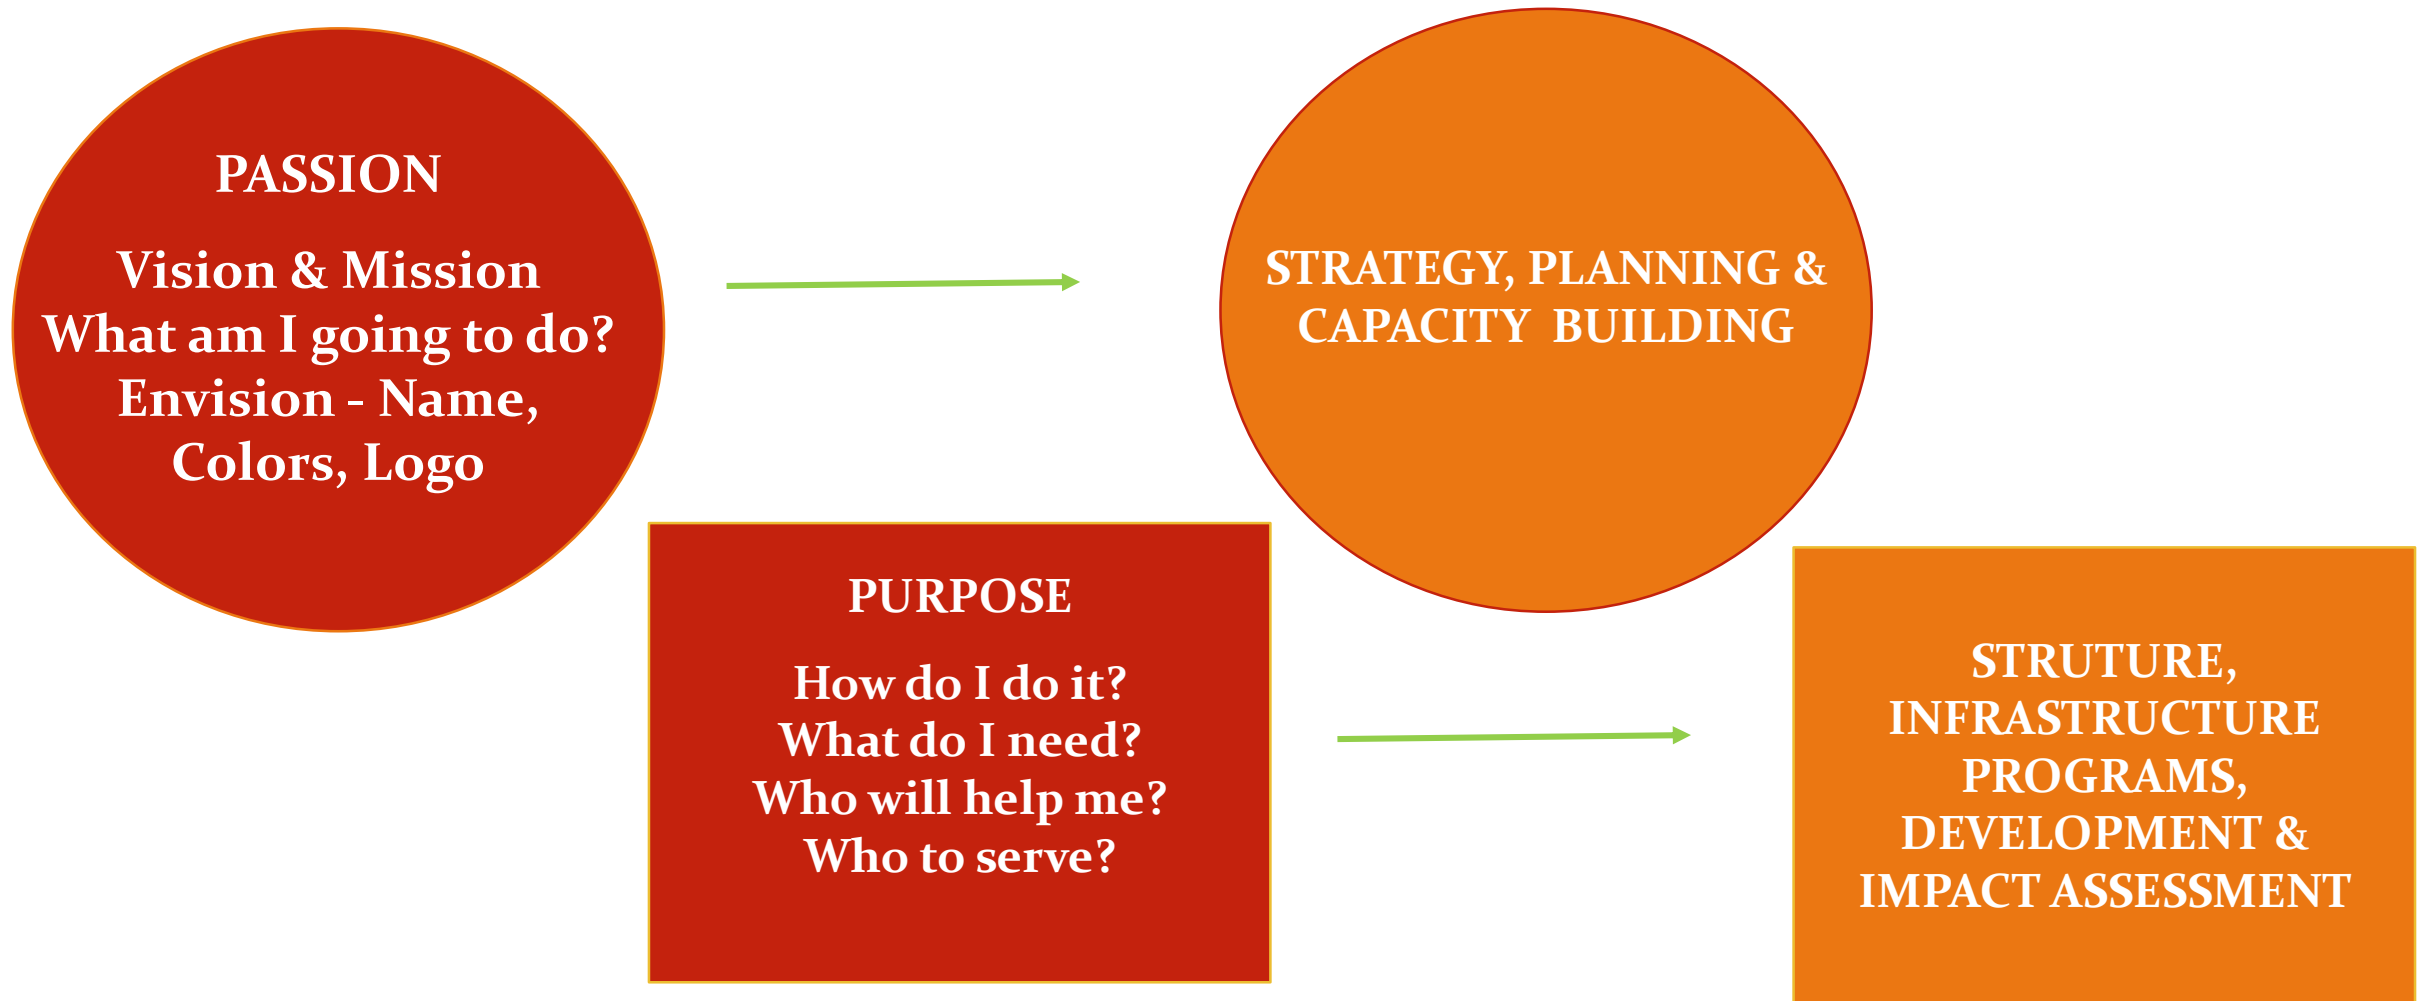 PASSION
Vision & Mission
What am I going to do?
Envision - Name,
Colors, Logo
STRATEGY, PLANNING &
CAPACITY BUILDING
PURPOSE
How do I do it?
What do I need?
Who will help me?
Who to serve?
STRUTURE,
INFRASTRUCTURE
PROGRAMS,
DEVELOPMENT &
IMPACT ASSESSMENT